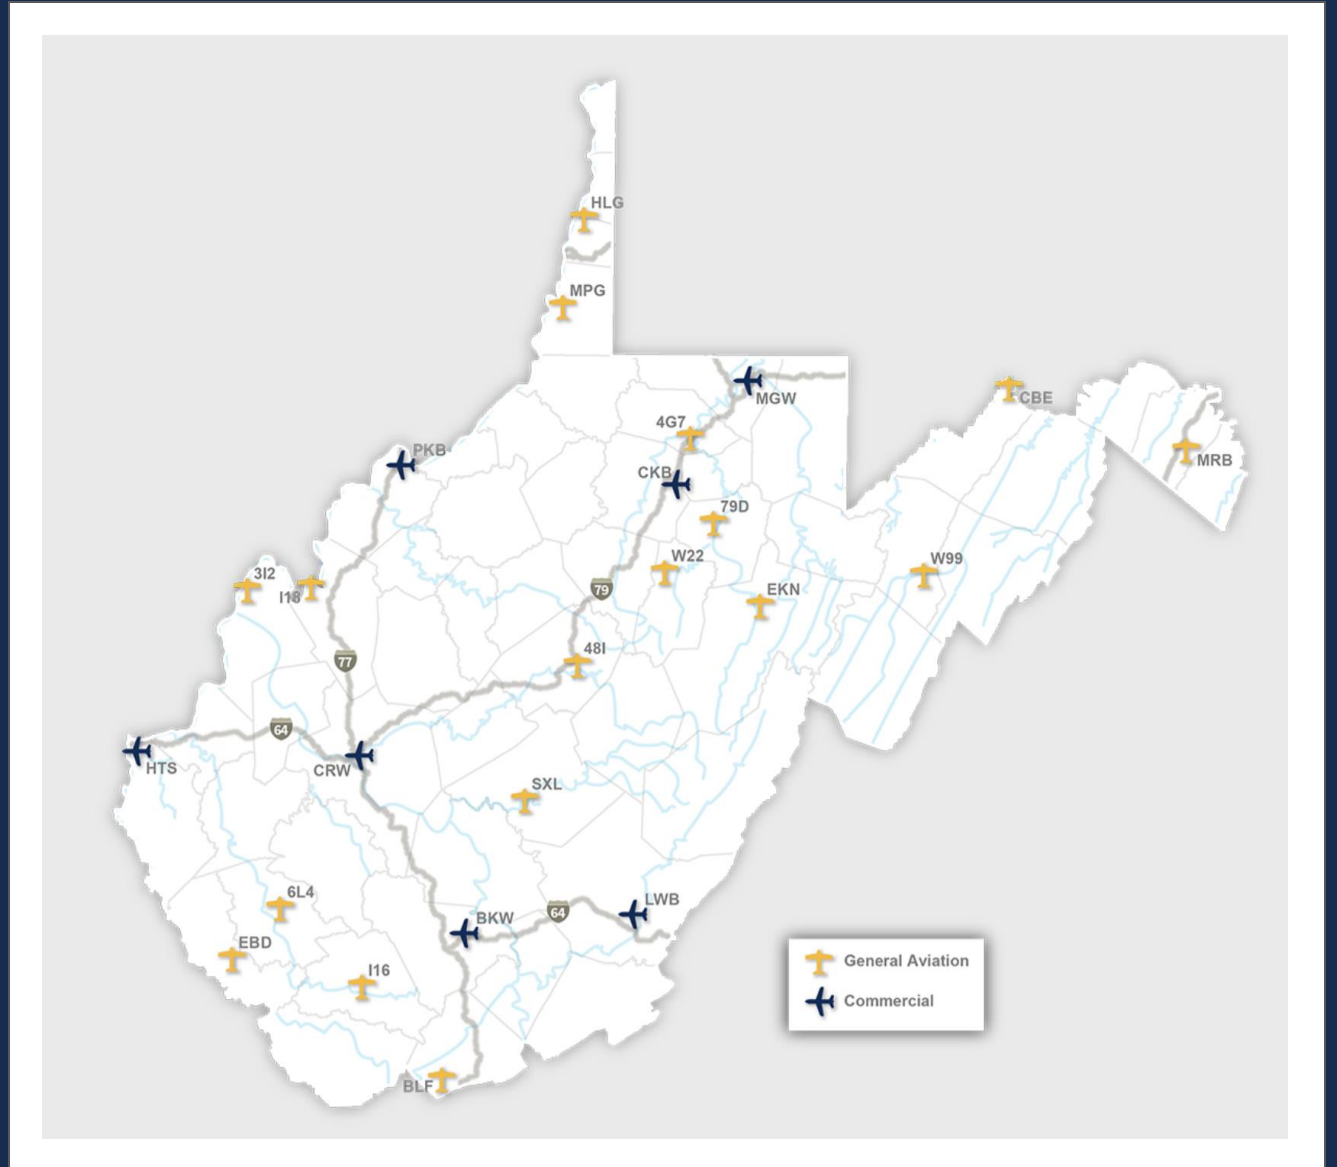 HLG
MPG
MGW
CBE
4G7
PKB
MRB
CKB
79D
W22
W99
3I2
I18
79
EKN
48I
77
64
HTS
CRW
SXL
6L4
LWB
64
BKW
EBD
General Aviation
I16
Commercial
BLF